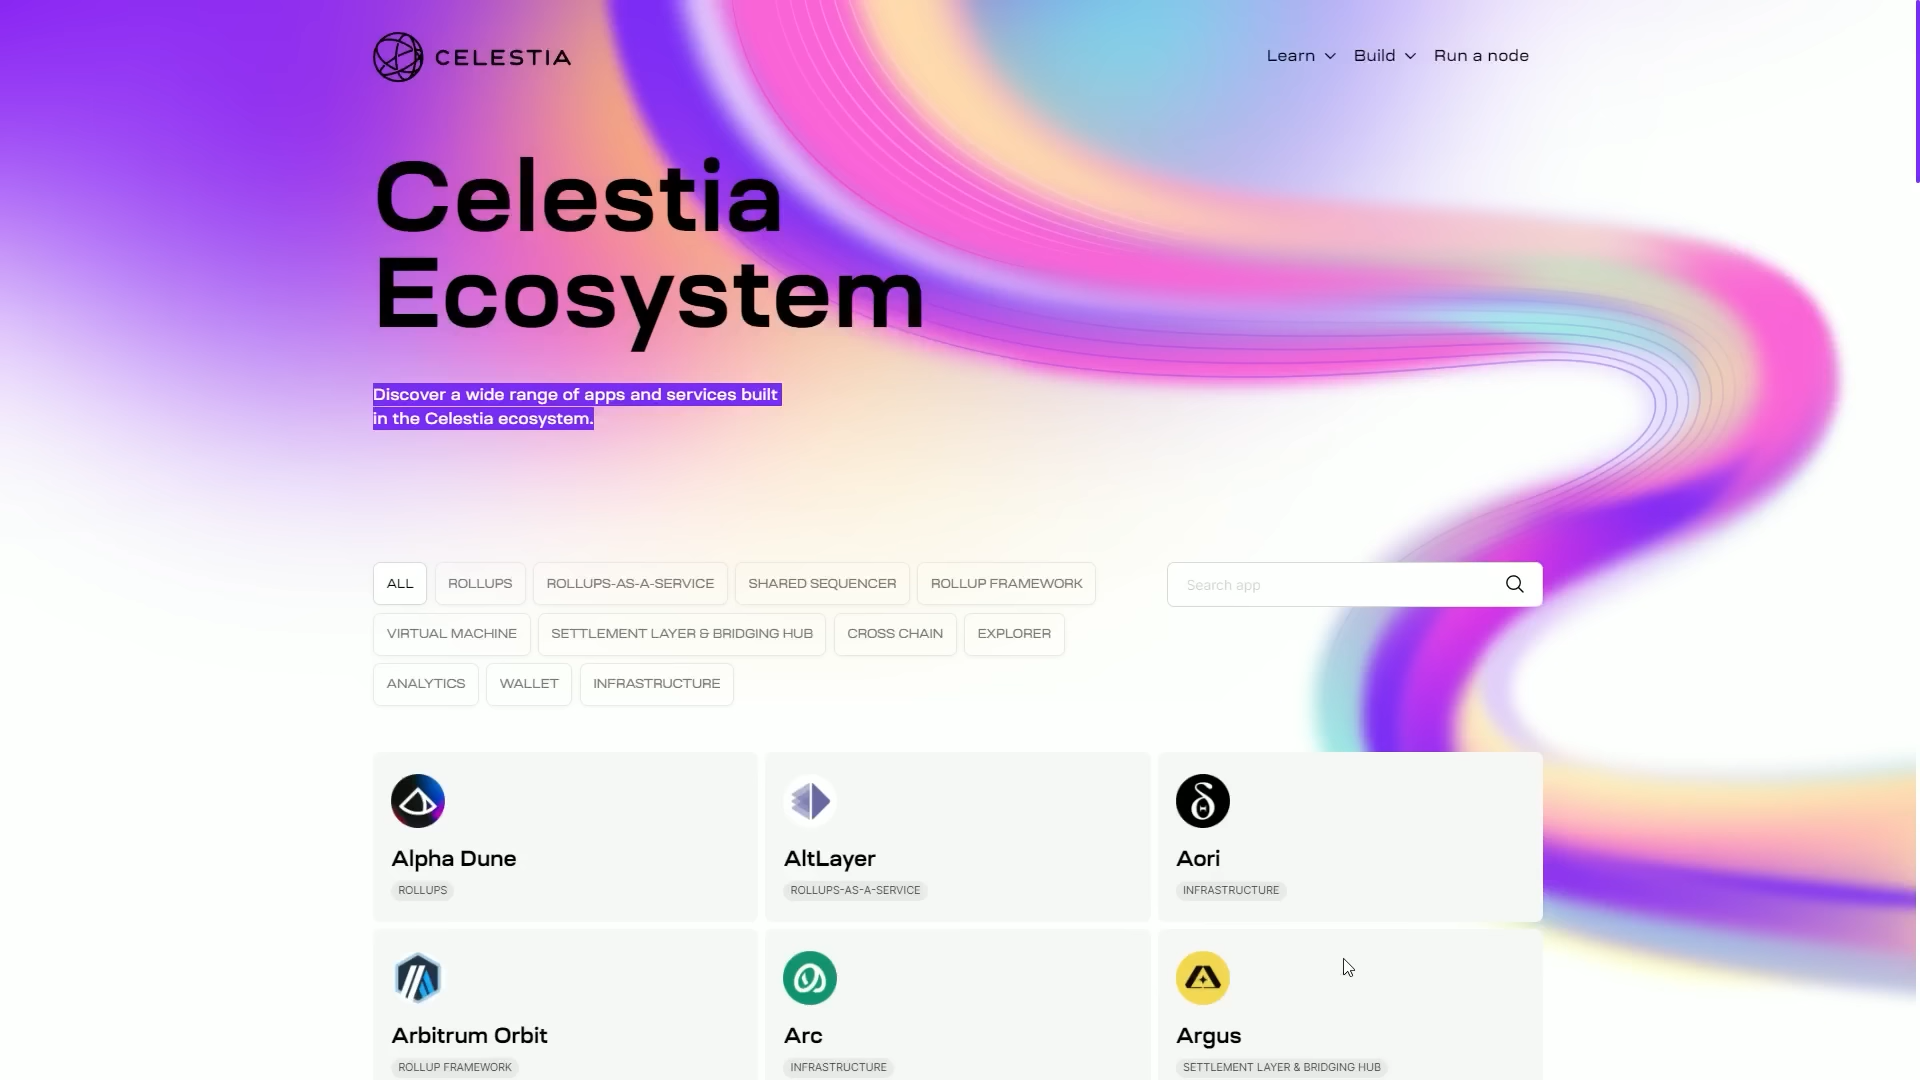 CELESTIA
Learn Build Run a node
Celestia
Ecosystem
Discover a wide range of apps and services built
in the Celestia ecosystem.
ALL ROLLUPS ROLLUPS-AS-A-SERVICE SHARED SEQUENCER ROLLUP FRAMEWORK
Search app
VIRTUAL MACHINE SETTLEMENT LAYER & BRIDGING HUB CROSS CHAIN EXPLORER
ANALYTICS WALLET INFRASTRUCTURE
Alpha Dune
ROLLUPS
AltLayer
ROLLUPS-AS-A-SERVICE
Aori
INFRASTRUCTURE
Arbitrum Orbit
ROLLUP FRAMEWORK
Arc
INFRASTRUCTURE
Argus
SETTLEMENT LAYER & BRIDGING HUB